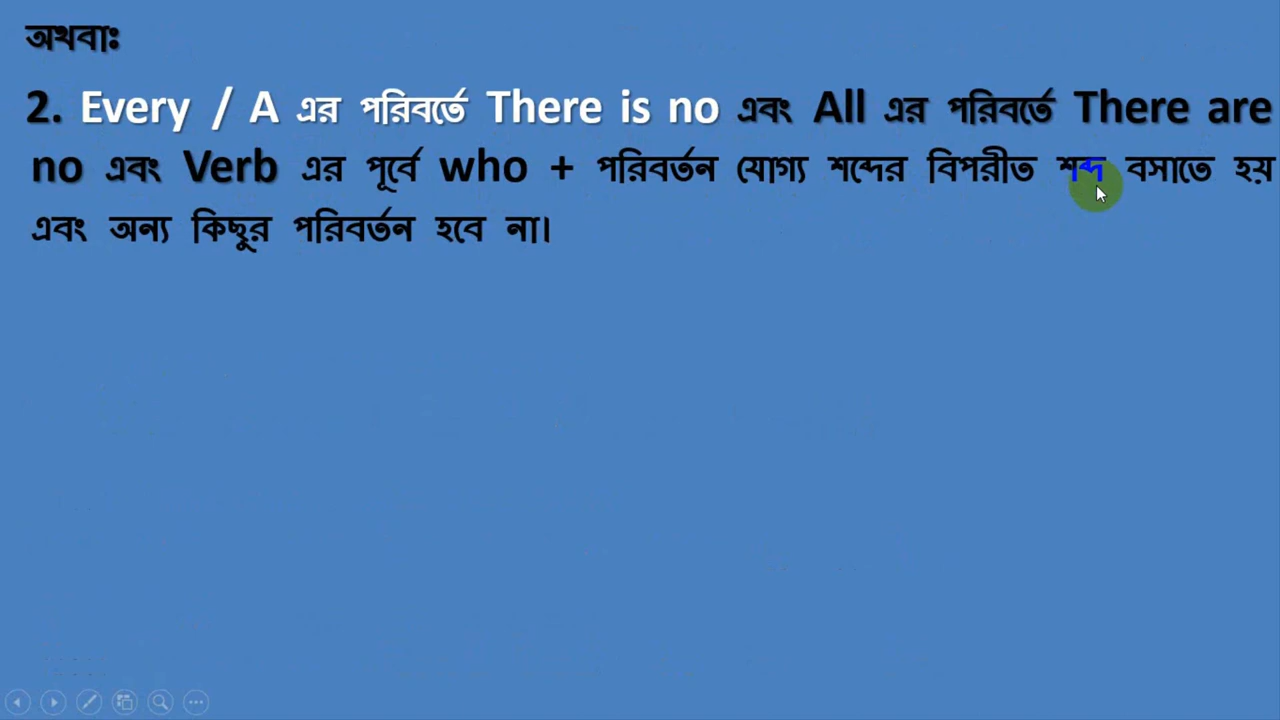 অথবাঃ
2. Every / A এর পরিবর্তে There is no এবং All এর পরিবর্তে There are
no এবং Verb এর পূর্বে who + পরিবর্তন যোগ্য শব্দের বিপরীত শব্দ বসাতে হয়
এবং অন্য কিছুর পরিবর্তন হবে না।